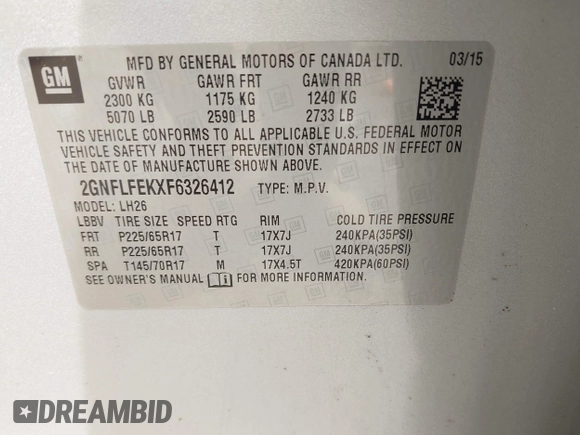 GM
MFD BY GENERAL MOTORS OF CANADA LTD. 03/15
GVWR GAWR FRT GAWR RR
2300 KG 1175 KG 1240 KG
5070 LB 2590 LB 2733 LB
THIS VEHICLE CONFORMS TO ALL APPLICABLE U.S. FEDERAL MOTOR
VEHICLE SAFETY AND THEFT PREVENTION STANDARDS IN EFFECT ON
THE DATE OF MANUFACTURE SHOWN ABOVE.
2GNFLFEKXF6326412 TYPE: M.P.V.
MODEL: LH26
LBBV TIRE SIZE SPEED RTG RIM COLD TIRE PRESSURE
FRT P225/65R17 T 17X7J 240KPA(35PSI)
RR P225/65R17 T 17X7J 240KPA(35PSI)
SPA T145/70R17 M 17X4.5T 420KPA(60PSI)
SEE OWNER'S MANUAL FOR MORE INFORMATION.
DREAMBID